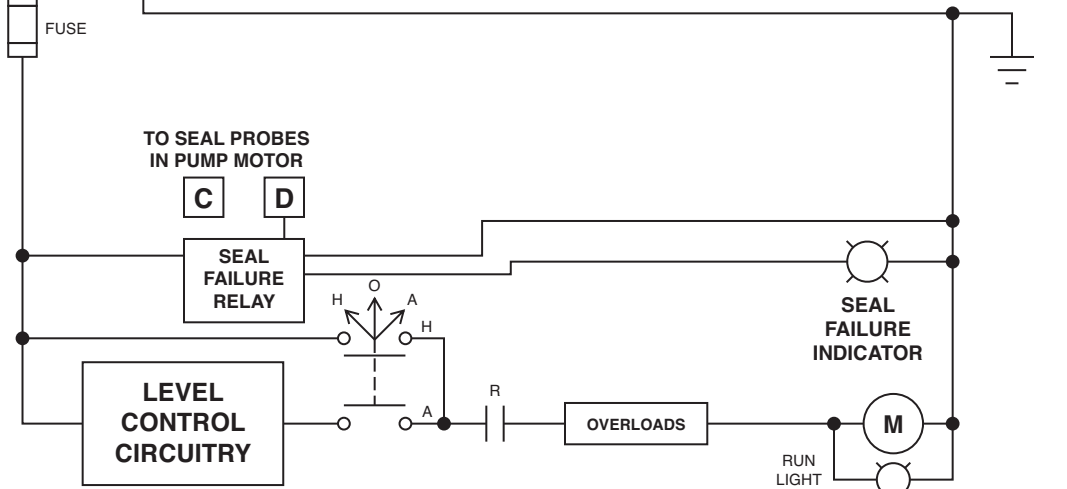 FUSE
TO SEAL PROBES
IN PUMP MOTOR
C
D
SEAL
FAILURE
RELAY
O
H
A
H
SEAL
FAILURE
INDICATOR
LEVEL
CONTROL
CIRCUITRY
A
R
OVERLOADS
M
RUN
LIGHT